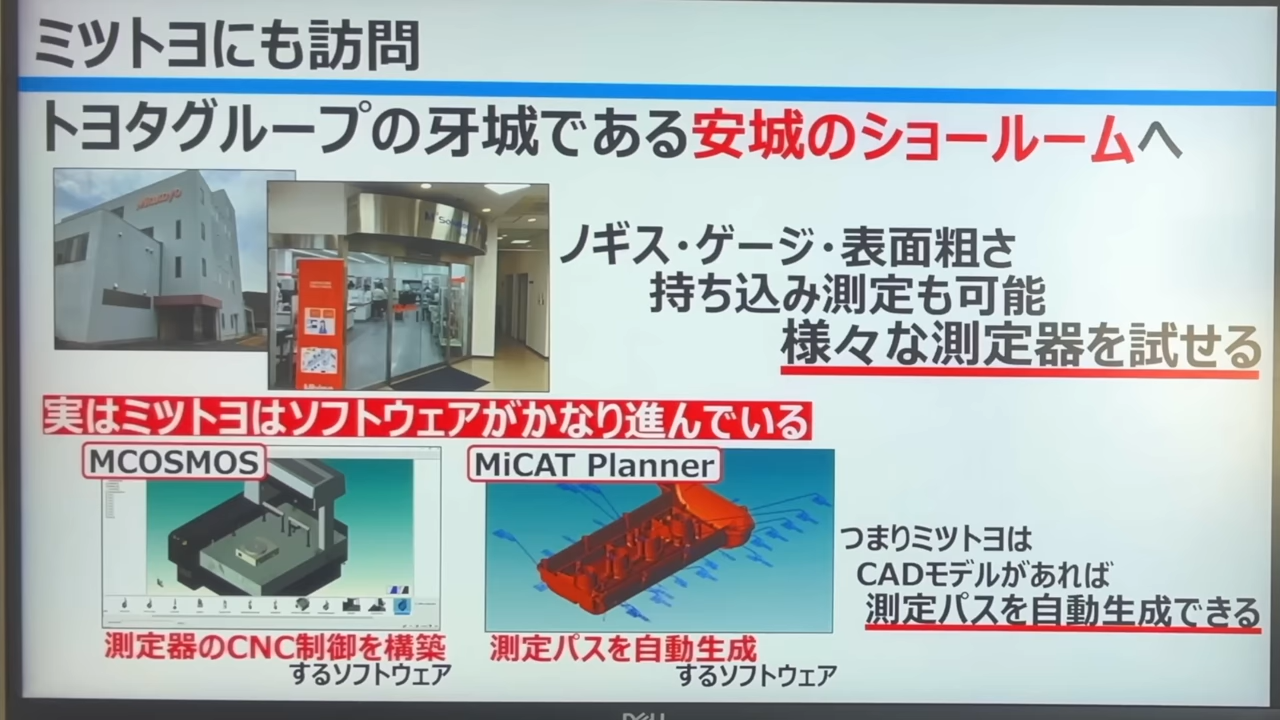 ミツトヨにも訪問
トヨタグループの牙城である安城のショールームへ
Mitutoyo
ノギス・ゲージ・表面粗さ
持ち込み測定も可能
様々な測定器を試せる
実はミツトヨはソフトウェアがかなり進んでいる
MCOSMOS
MiCAT Planner
つまりミツトヨは
CADモデルがあれば
測定パスを自動生成できる
測定器のCNC制御を構築
するソフトウェア
測定パスを自動生成
するソフトウェア
DELL